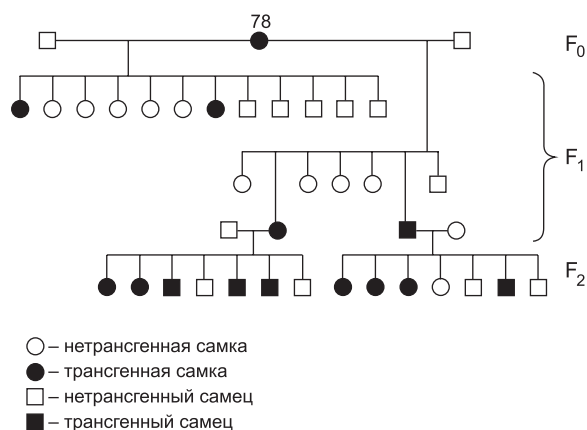 78
F0
F1
F2
– нетрансгенная самка
– трансгенная самка
– нетрансгенный самец
– трансгенный самец